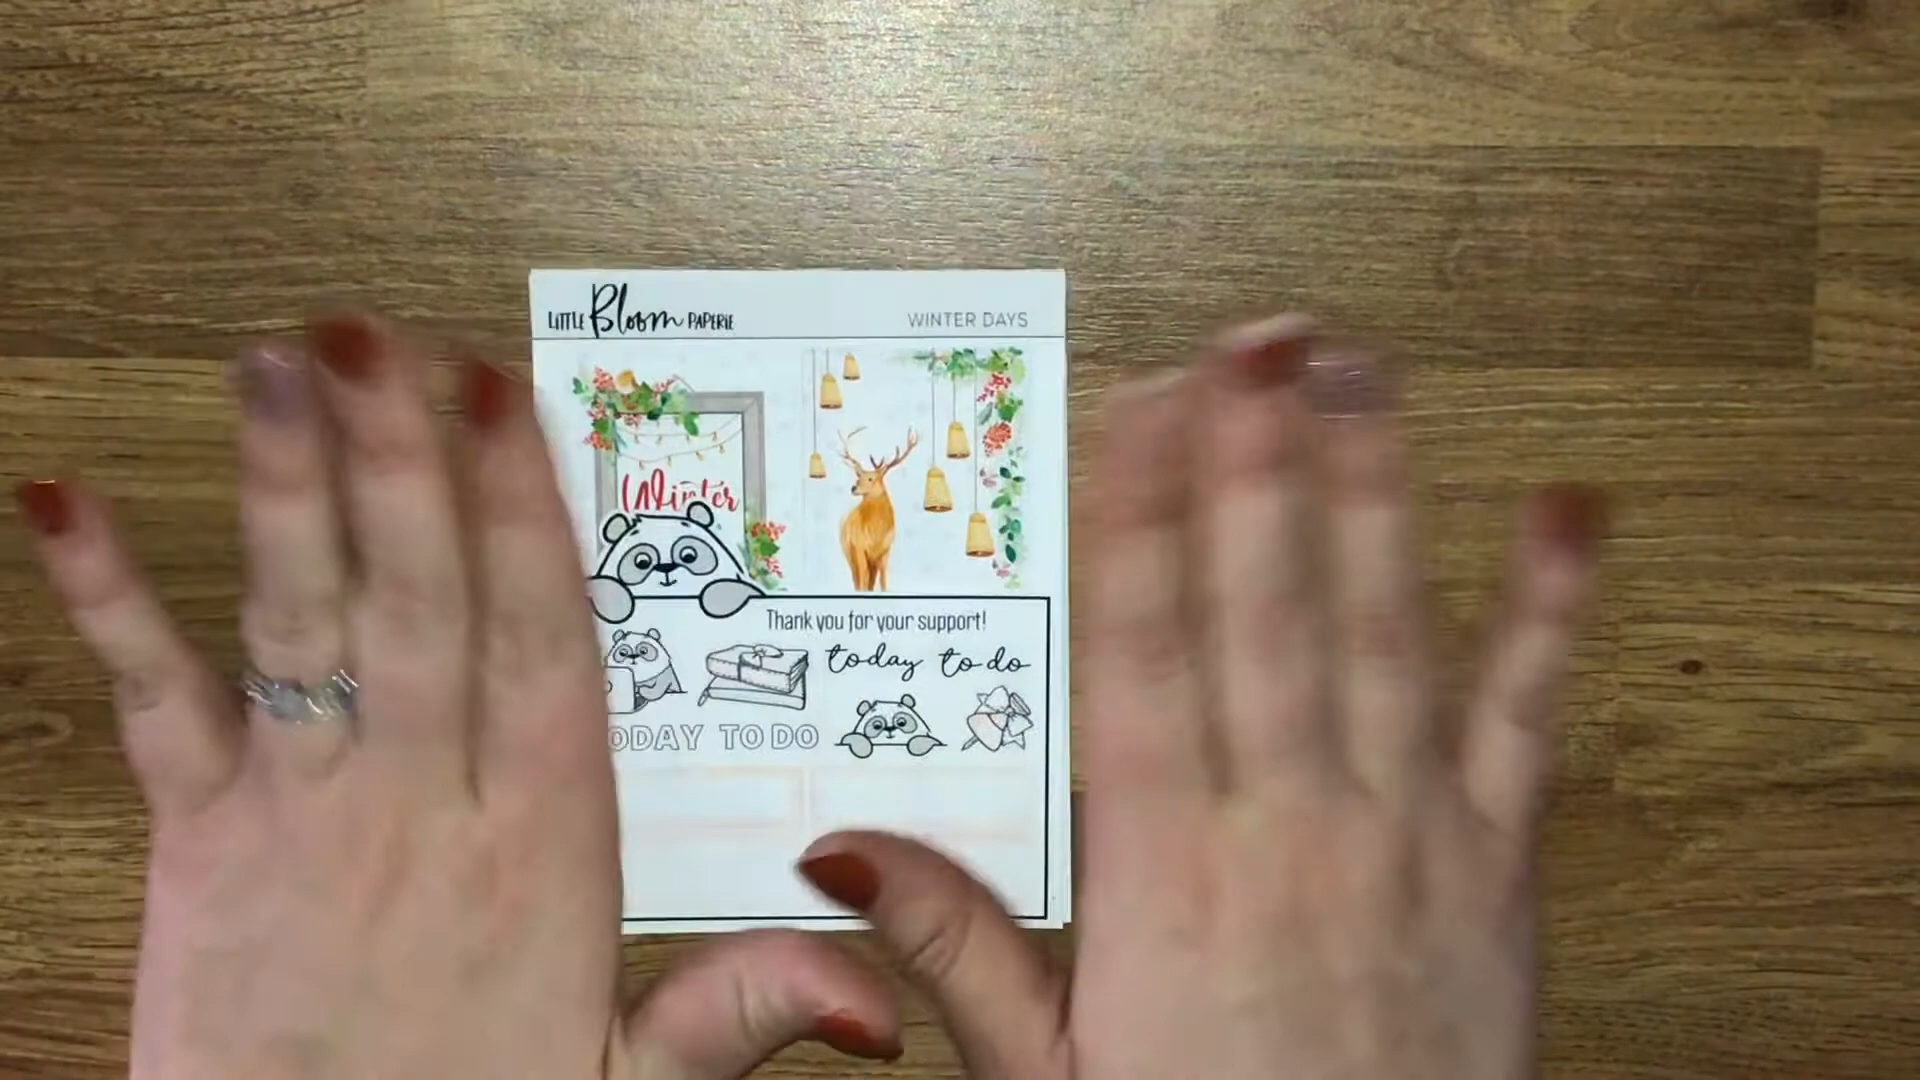 LITTLE Bloom PAPERIE
WINTER DAYS
Winter
Thank you for your support!
today to do
TO DO